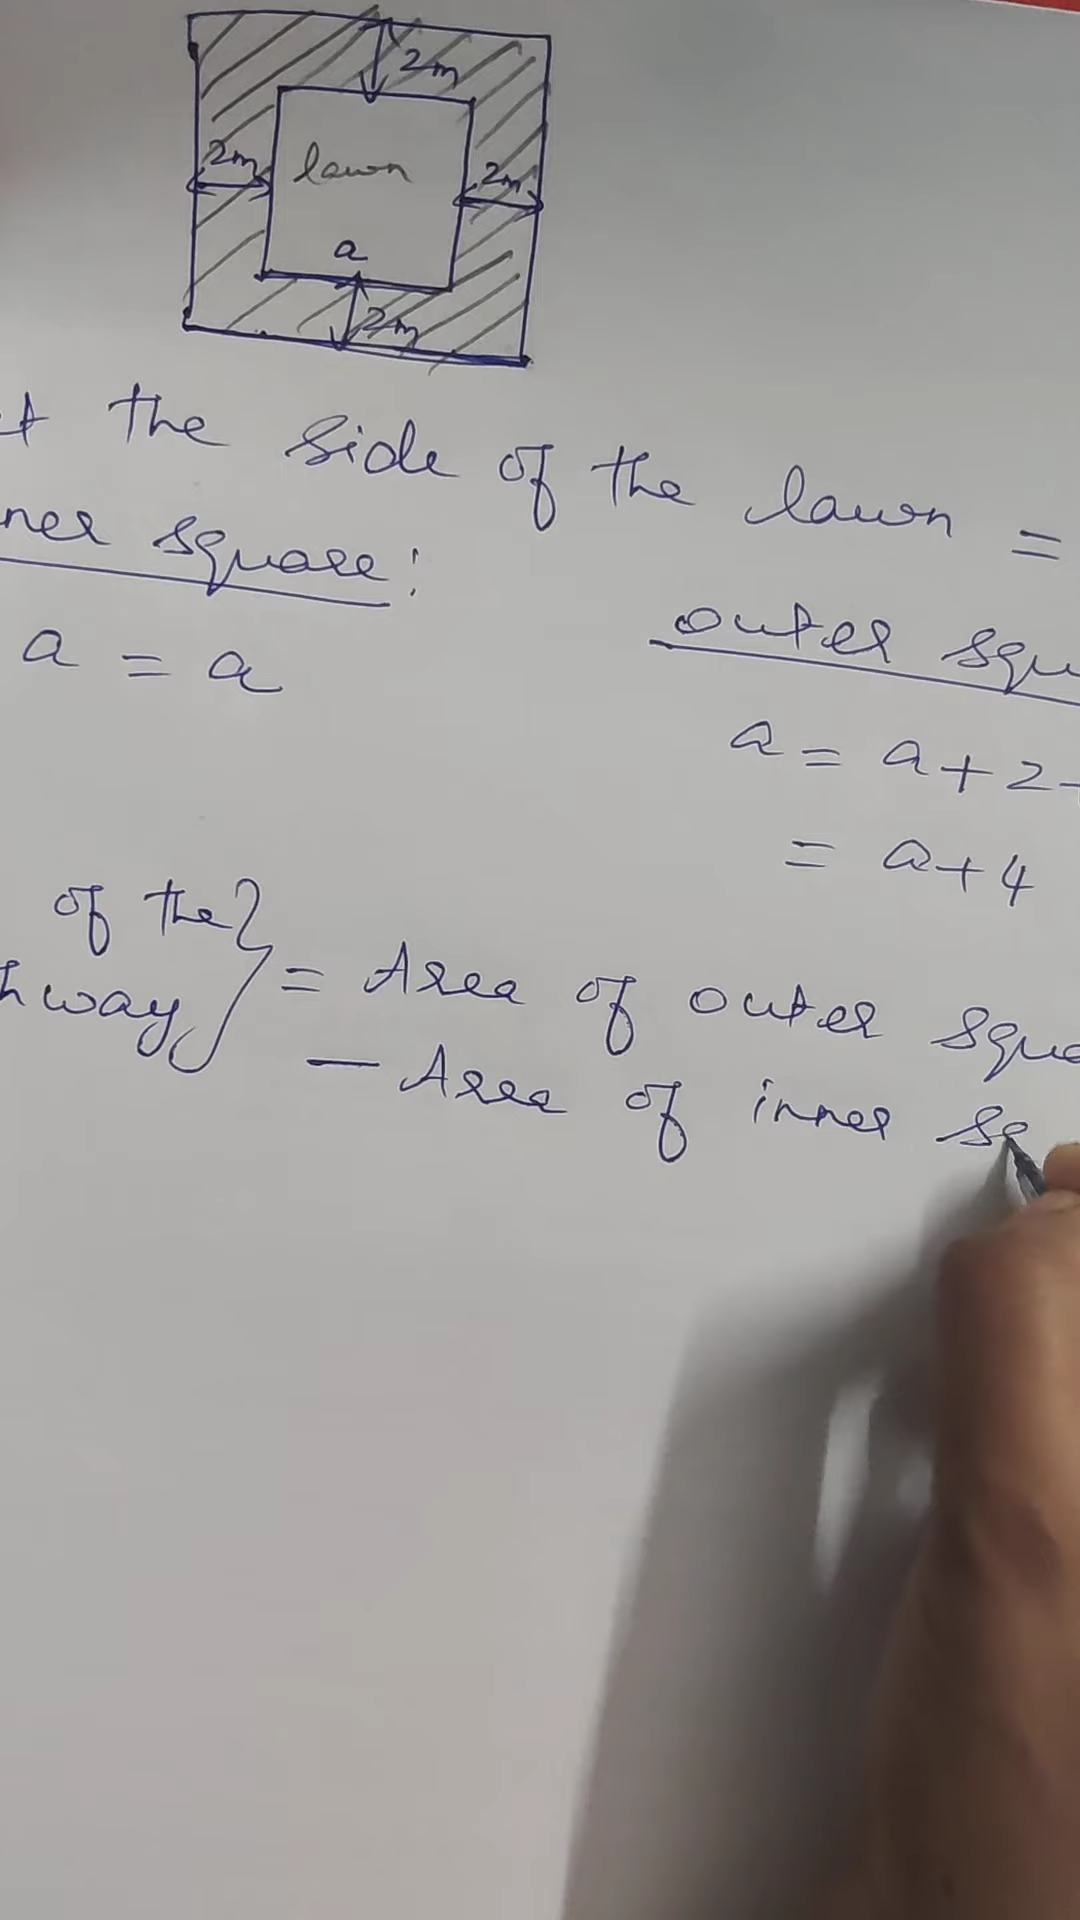 2m
2m lawn 2m
a
2m
the side of the lawn =
square:
outer
a = a
a = a + 2
= a + 4
of the
way } = Area of outer
— Area of inner